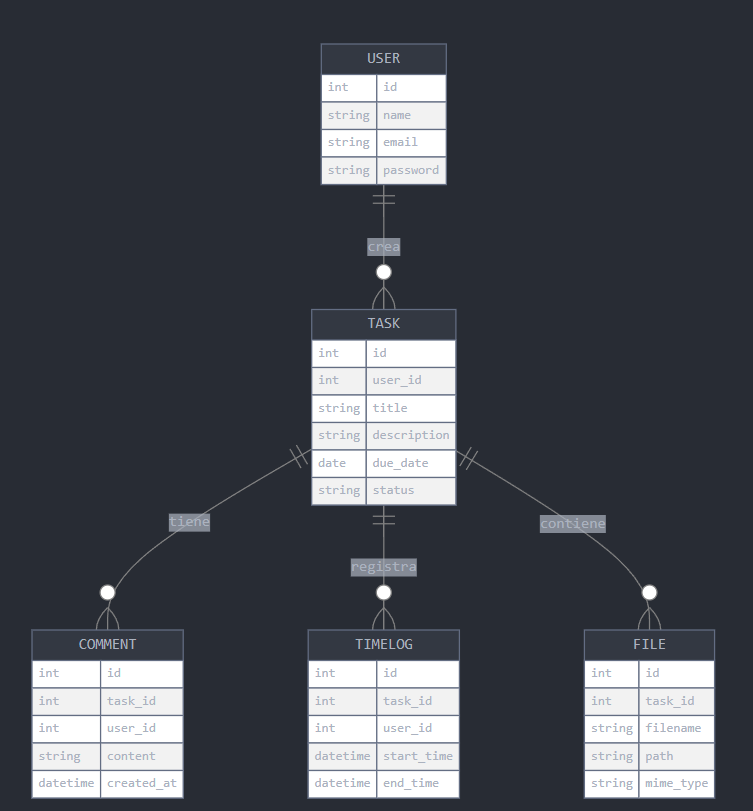 USER
int id
string name
string email
string password
crea
TASK
int id
int user_id
string title
string description
date due_date
string status
tiene
registra
contiene
COMMENT
int id
int task_id
int user_id
string content
datetime created_at
TIMELOG
int id
int task_id
int user_id
datetime start_time
datetime end_time
FILE
int id
int task_id
string filename
string path
string mime_type